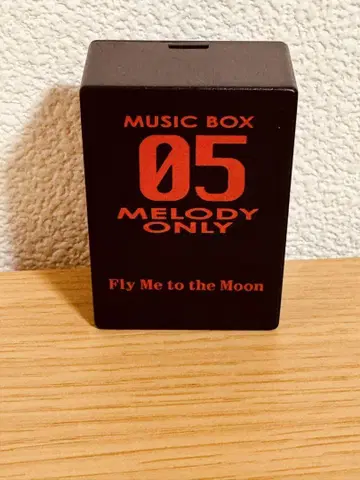 MUSIC BOX
05
MELODY
ONLY
Fly Me to the Moon